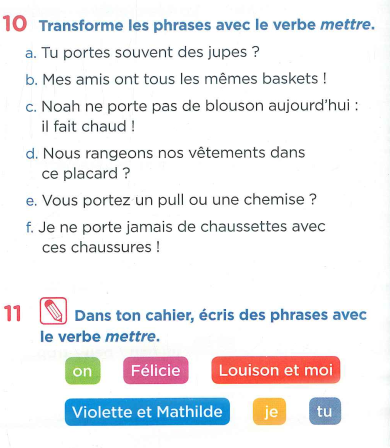 10 Transforme les phrases avec le verbe mettre.
a. Tu portes souvent des jupes ?
b. Mes amis ont tous les mêmes baskets !
c. Noah ne porte pas de blouson aujourd'hui :
il fait chaud !
d. Nous rangeons nos vêtements dans
ce placard ?
e. Vous portez un pull ou une chemise ?
f. Je ne porte jamais de chaussettes avec
ces chaussures !
11 Dans ton cahier, écris des phrases avec
le verbe mettre.
on Félicie Louison et moi
Violette et Mathilde je tu